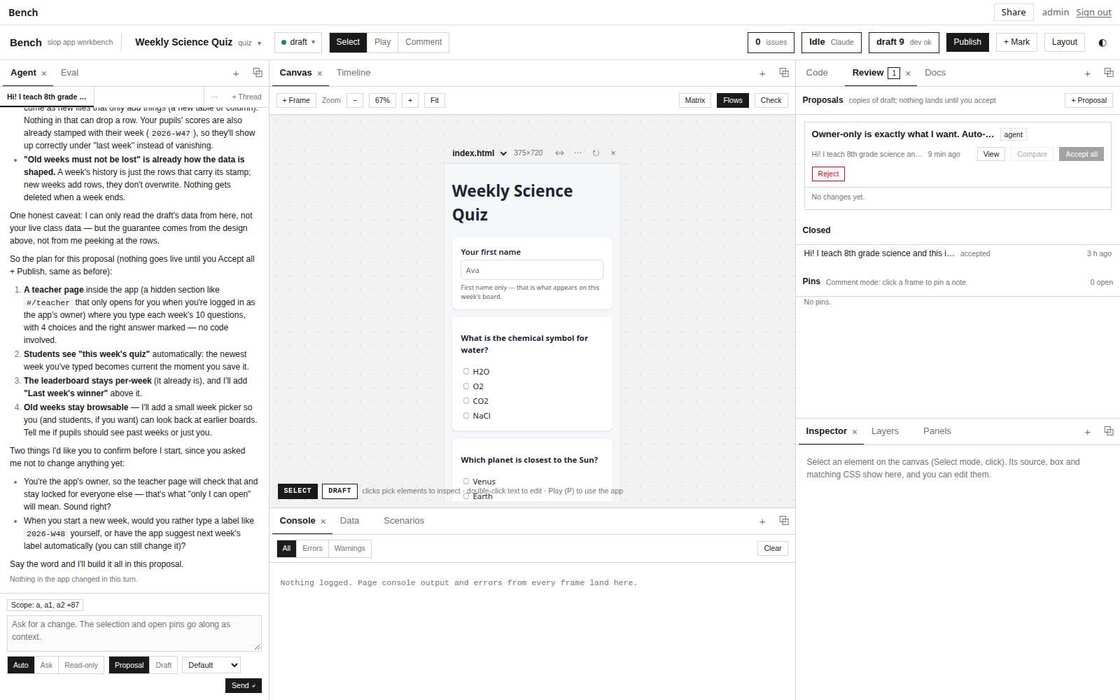 Bench
Share admin Sign out
Bench slop app workbench Weekly Science Quiz quiz draft Select Play Comment 0 issues Idle Claude draft 9 dev ok Publish + Mark Layout
Agent × Eval +
Hi! I teach 8th grade … ··· + Thread
come as new files that only add things (a new table or column).
Nothing in that can drop a row. Your pupils' scores are also
already stamped with their week ( 2026-W47 ), so they'll show
up correctly under "last week" instead of vanishing.
• "Old weeks must not be lost" is already how the data is
shaped. A week's history is just the rows that carry its stamp;
new weeks add rows, they don't overwrite. Nothing gets
deleted when a week ends.
One honest caveat: I can only read the draft's data from here, not
your live class data — but the guarantee comes from the design
above, not from me peeking at the rows.
So the plan for this proposal (nothing goes live until you Accept all
+ Publish, same as before):
1. A teacher page inside the app (a hidden section like
#/teacher that only opens for you when you're logged in as
the app's owner) where you type each week's 10 questions,
with 4 choices and the right answer marked — no code
involved.
2. Students see "this week's quiz" automatically: the newest
week you've typed becomes current the moment you save it.
3. The leaderboard stays per-week (it already is), and I'll add
"Last week's winner" above it.
4. Old weeks stay browsable — I'll add a small week picker so
you (and students, if you want) can look back at earlier boards.
Tell me if pupils should see past weeks or just you.
Two things I'd like you to confirm before I start, since you asked
me not to change anything yet:
• You're the app's owner, so the teacher page will check that and
stay locked for everyone else — that's what "only I can open"
will mean. Sound right?
• When you start a new week, would you rather type a label like
2026-W48 yourself, or have the app suggest next week's
label automatically (you can still change it)?
Say the word and I'll build it all in this proposal.
Nothing in the app changed in this turn.
Scope: a, a1, a2 +87
Ask for a change. The selection and open pins go along as
context.
Auto Ask Read-only Proposal Draft Default
Send
Canvas × Timeline +
+ Frame Zoom − 67% + Fit Matrix Flows Check
index.html 375×720 ⇔ ··· ↻ ×
Weekly Science
Quiz
Your first name
Ava
First name only — that is what appears on this
week's board.
What is the chemical symbol for
water?
H2O
O2
CO2
NaCl
Which planet is closest to the Sun?
Venus
Earth
SELECT DRAFT clicks pick elements to inspect · double-click text to edit · Play (P) to use the app
Console × Data Scenarios +
All Errors Warnings Clear
Nothing logged. Page console output and errors from every frame land here.
Code Review 1 × Docs +
Proposals copies of draft; nothing lands until you accept + Proposal
Owner-only is exactly what I want. Auto-… agent
Hi! I teach 8th grade science an… 9 min ago View Compare Accept all
Reject
No changes yet.
Closed
Hi! I teach 8th grade science and this i… accepted 3 h ago
Pins Comment mode: click a frame to pin a note 0 open
No pins.
Inspector × Layers Panels +
Select an element on the canvas (Select mode, click). Its source, box and
matching CSS show here, and you can edit them.